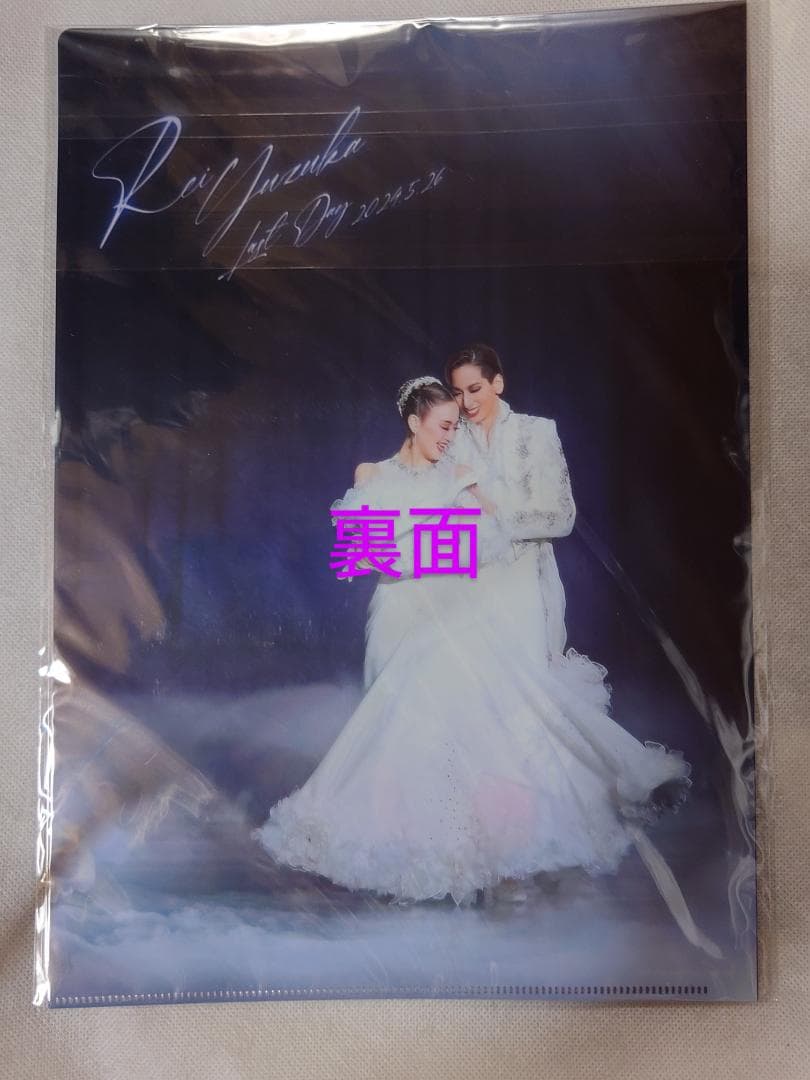 Rei Yuzuka
Last Day 2024.5.26
裏面